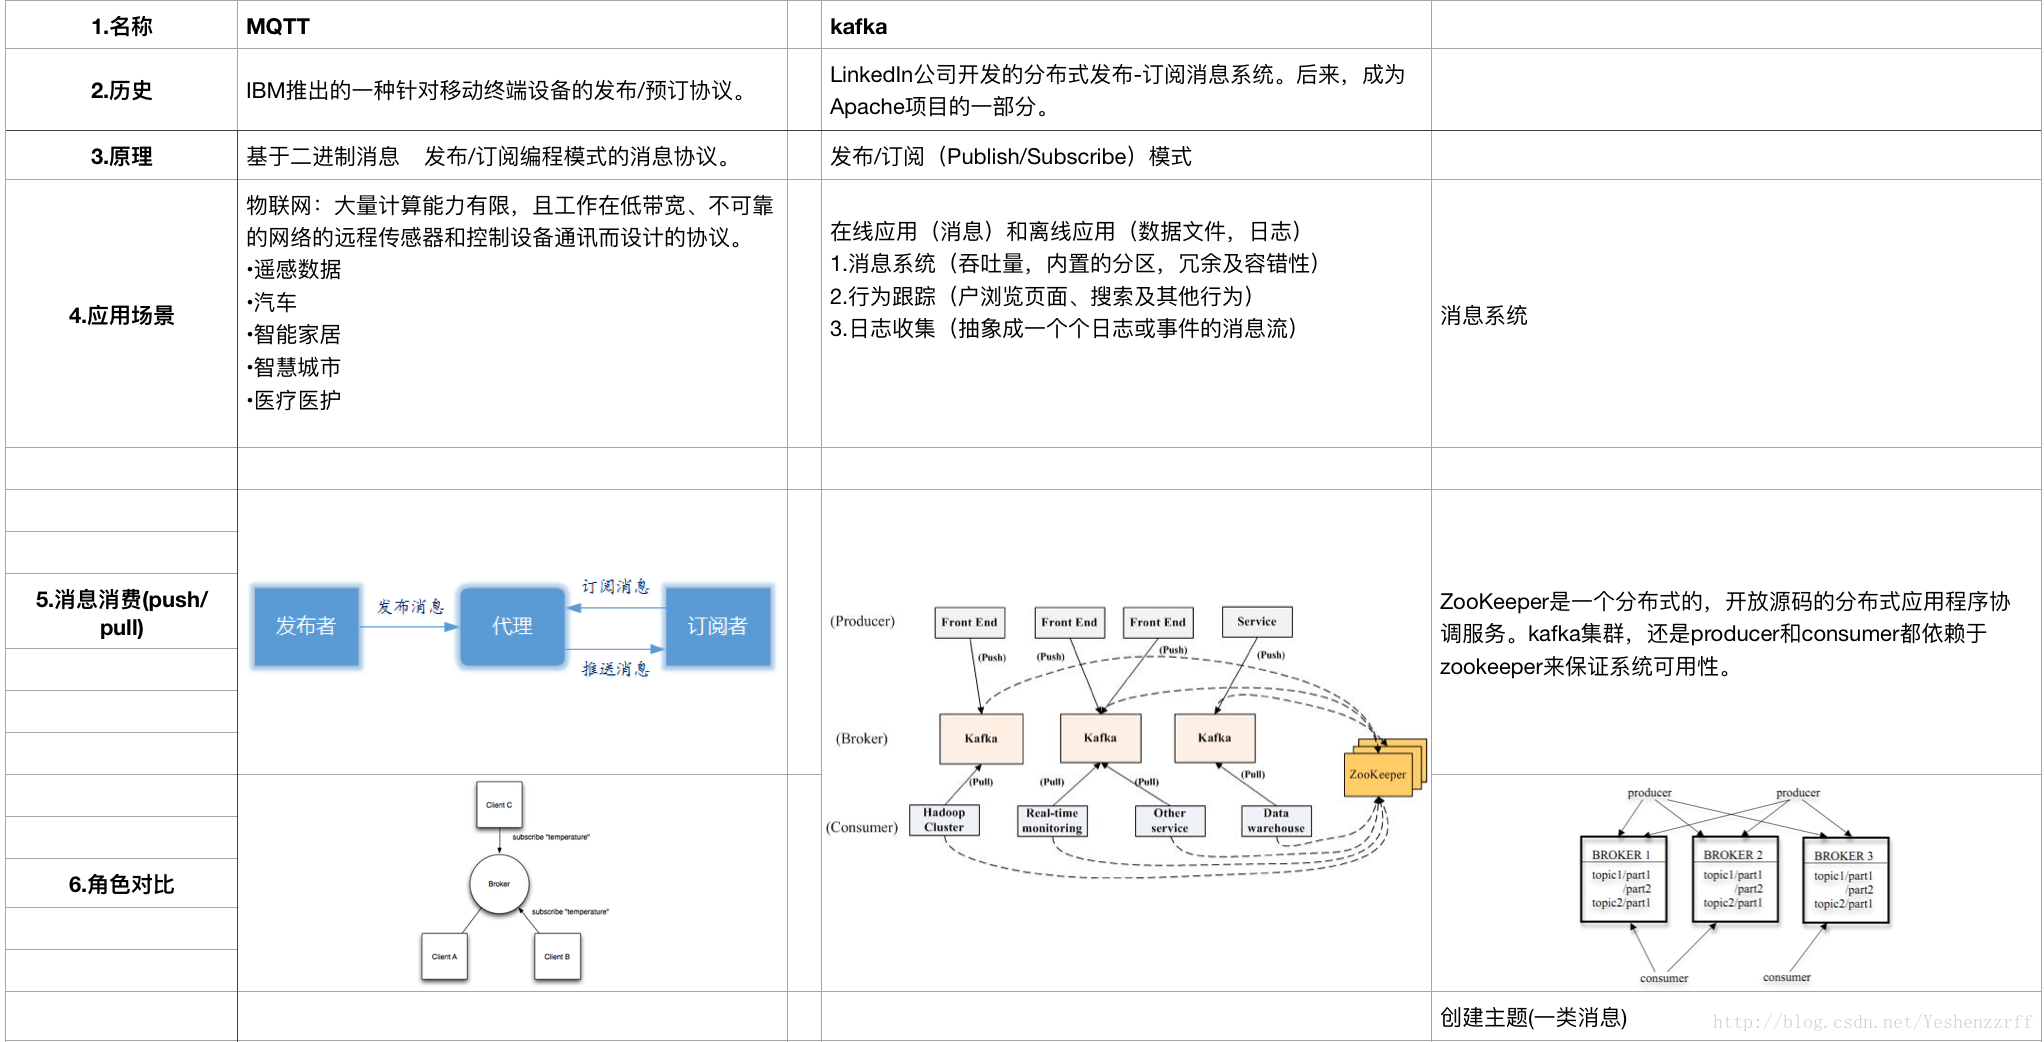 1.名称
MQTT
kafka
2.历史
IBM推出的一种针对移动终端设备的发布/预订协议。
LinkedIn公司开发的分布式发布-订阅消息系统。后来，成为
Apache项目的一部分。
3.原理
基于二进制消息 发布/订阅编程模式的消息协议。
发布/订阅（Publish/Subscribe）模式
4.应用场景
物联网：大量计算能力有限，且工作在低带宽、不可靠
的网络的远程传感器和控制设备通讯而设计的协议。
•遥感数据
•汽车
•智能家居
•智慧城市
•医疗医护
在线应用（消息）和离线应用（数据文件，日志）
1.消息系统（吞吐量，内置的分区，冗余及容错性）
2.行为跟踪（户浏览页面、搜索及其他行为）
3.日志收集（抽象成一个个日志或事件的消息流）
消息系统
5.消息消费(push/
pull)
发布者
发布消息
代理
订阅消息
推送消息
订阅者
(Producer)
Front End
Front End
Front End
Service
(Push)
(Push)
(Push)
(Push)
(Broker)
Kafka
Kafka
Kafka
ZooKeeper
(Pull)
(Pull)
(Pull)
(Pull)
(Consumer)
Hadoop
Cluster
Real-time
monitoring
Other
service
Data
warehouse
ZooKeeper是一个分布式的，开放源码的分布式应用程序协
调服务。kafka集群，还是producer和consumer都依赖于
zookeeper来保证系统可用性。
6.角色对比
Client C
subscribe "temperature"
Broker
subscribe "temperature"
Client A
Client B
producer
producer
BROKER 1
topic1/part1
/part2
topic2/part1
BROKER 2
topic1/part1
/part2
topic2/part1
BROKER 3
topic1/part1
/part2
topic2/part1
consumer
consumer
创建主题(一类消息)
http://blog.csdn.net/Yeshenzzrff